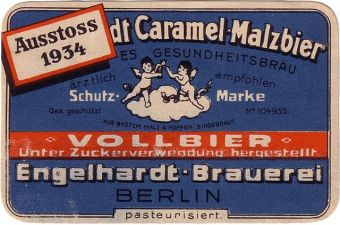 Ausstoss
1934
dt Caramel-Malzbier
ES GESUNDHEITSBRÄU
ärztlich empfohlen
Schutz- Marke
Ges. geschützt No 104955.
AUS BESTEM MALZ & HOPFEN EINGEBRAUT.
VOLLBIER
Unter Zuckerverwendung hergestellt
Engelhardt-Brauerei
BERLIN
pasteurisiert.